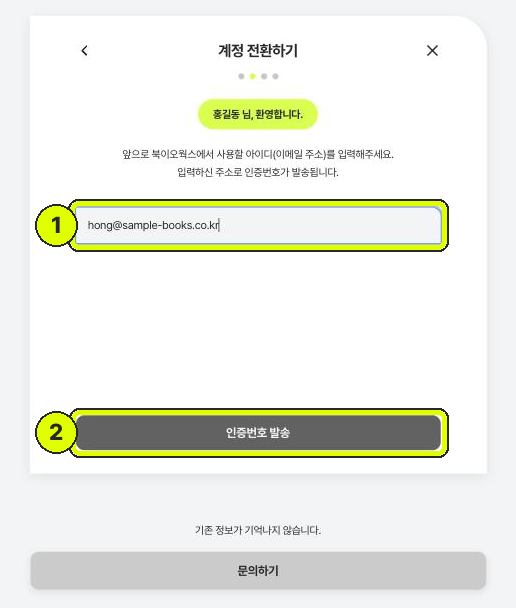 계정 전환하기
홍길동 님, 환영합니다.
앞으로 북이오웍스에서 사용할 아이디(이메일 주소)를 입력해주세요.
입력하신 주소로 인증번호가 발송됩니다.
1
hong@sample-books.co.kr
2
인증번호 발송
기존 정보가 기억나지 않습니다.
문의하기